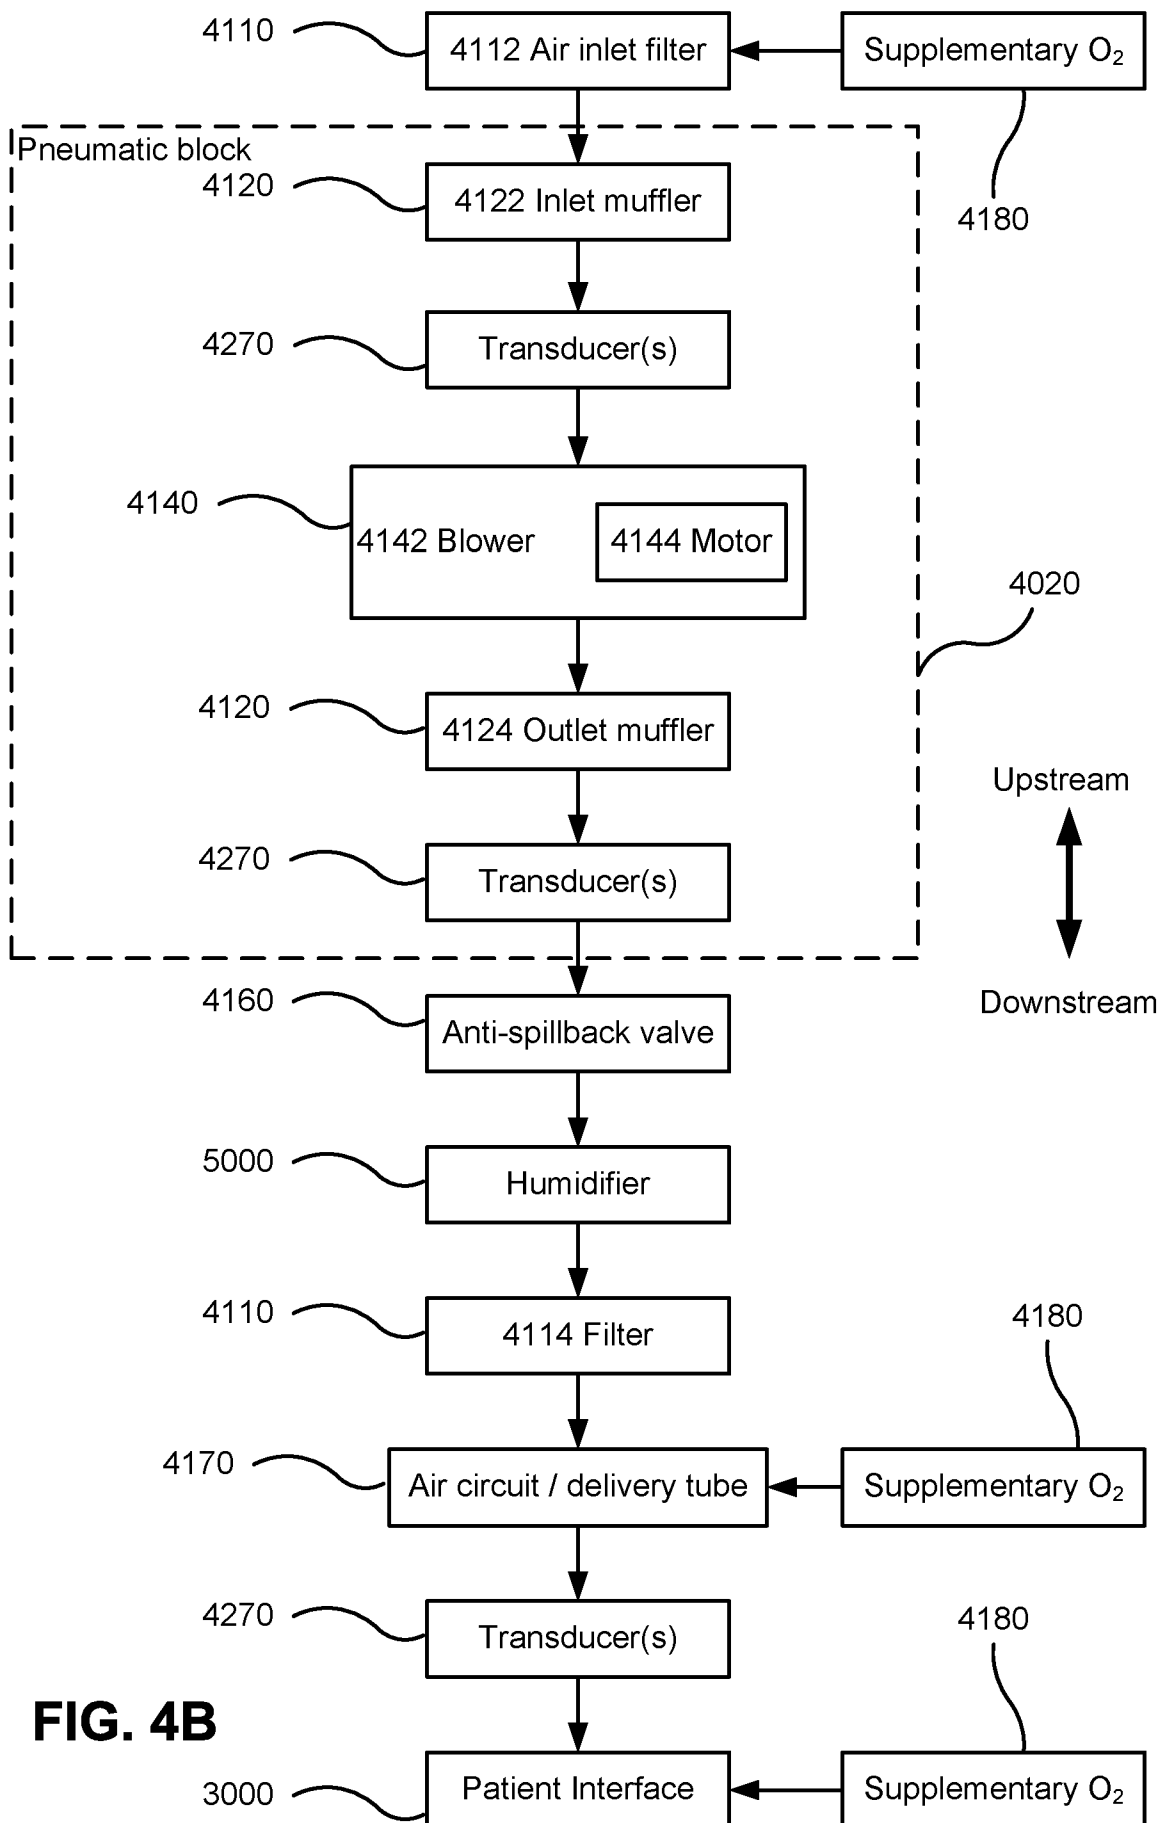 4110
4112 Air inlet filter
Supplementary O₂
Pneumatic block
4120
4122 Inlet muffler
4180
4270
Transducer(s)
4140
4142 Blower
4144 Motor
4020
4120
4124 Outlet muffler
Upstream
4270
Transducer(s)
4160
Anti-spillback valve
Downstream
5000
Humidifier
4110
4114 Filter
4180
4170
Air circuit / delivery tube
Supplementary O₂
4270
Transducer(s)
4180
FIG. 4B
3000
Patient Interface
Supplementary O₂